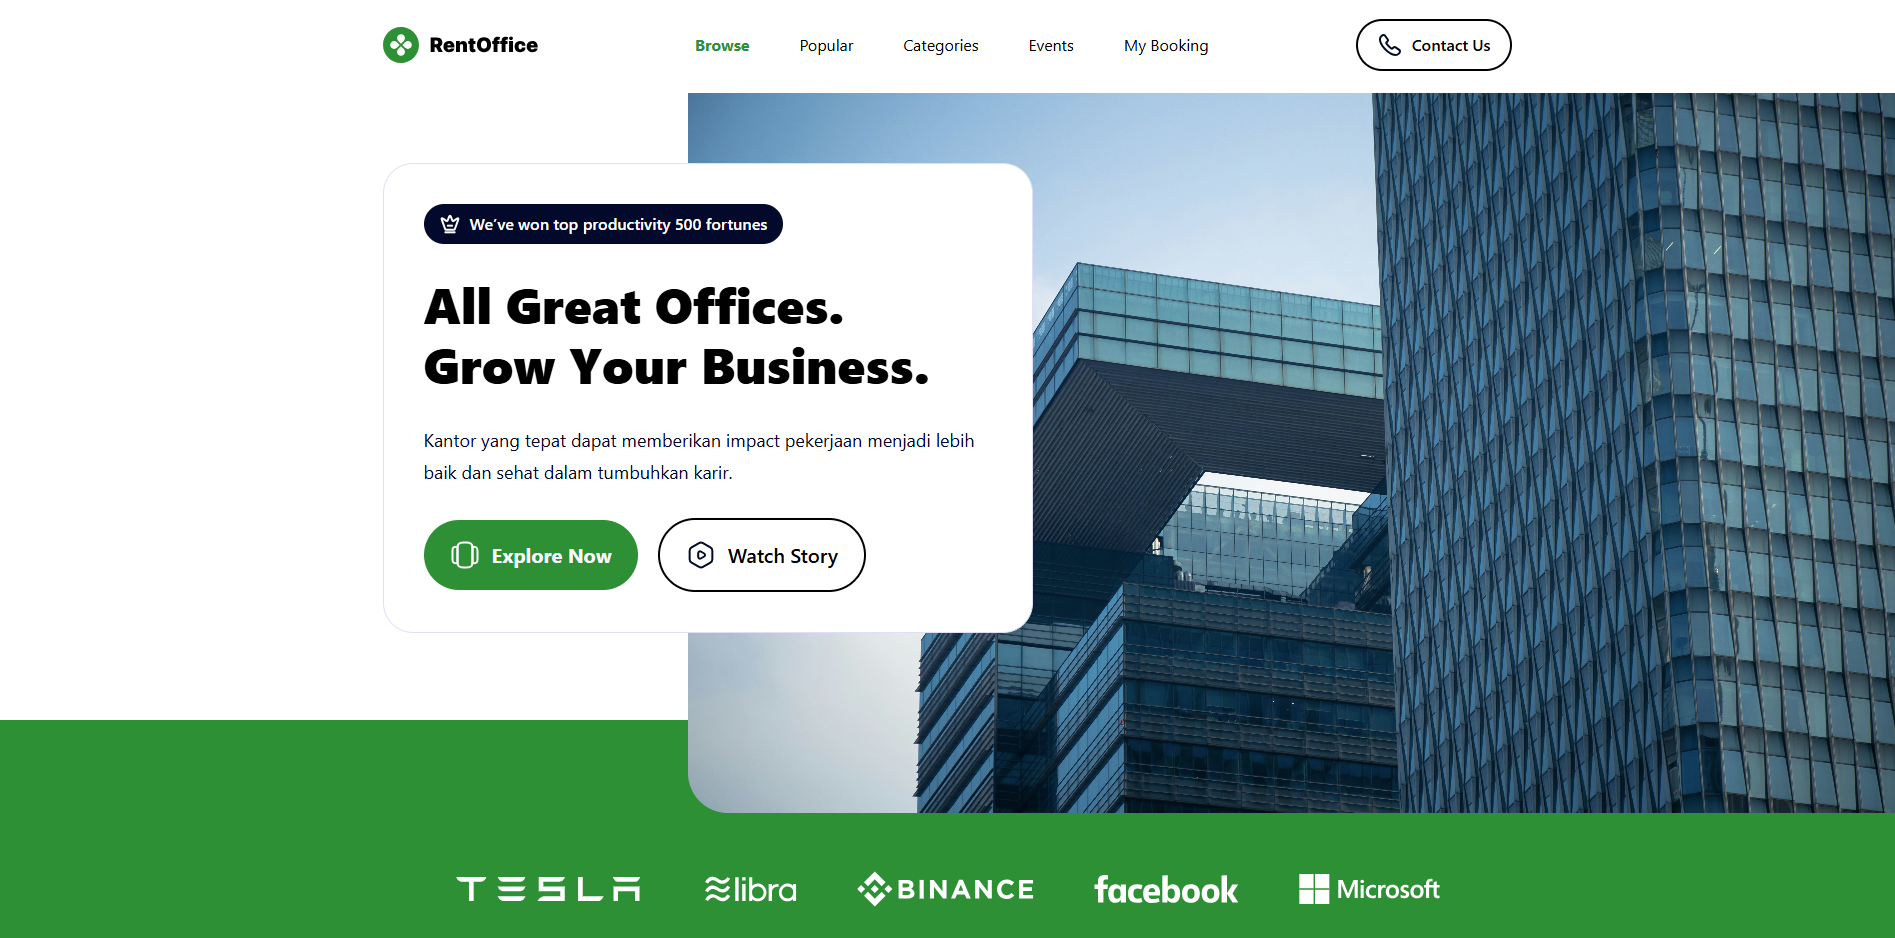 RentOffice
Browse
Popular
Categories
Events
My Booking
Contact Us
We've won top productivity 500 fortunes
All Great Offices.
Grow Your Business.
Kantor yang tepat dapat memberikan impact pekerjaan menjadi lebih
baik dan sehat dalam tumbuhkan karir.
Explore Now
Watch Story
TESLA
libra
BINANCE
facebook
Microsoft